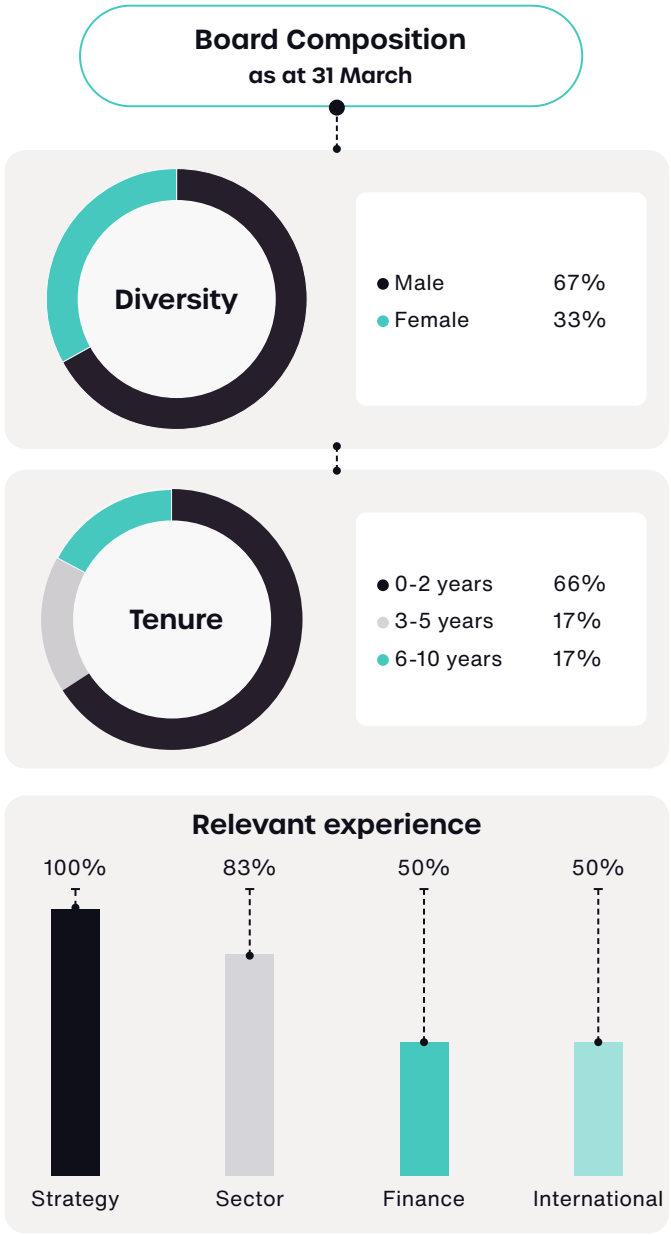 Board Composition
as at 31 March
Diversity
Male 67%
Female 33%
Tenure
0-2 years 66%
3-5 years 17%
6-10 years 17%
Relevant experience
100% 83% 50% 50%
Strategy Sector Finance International